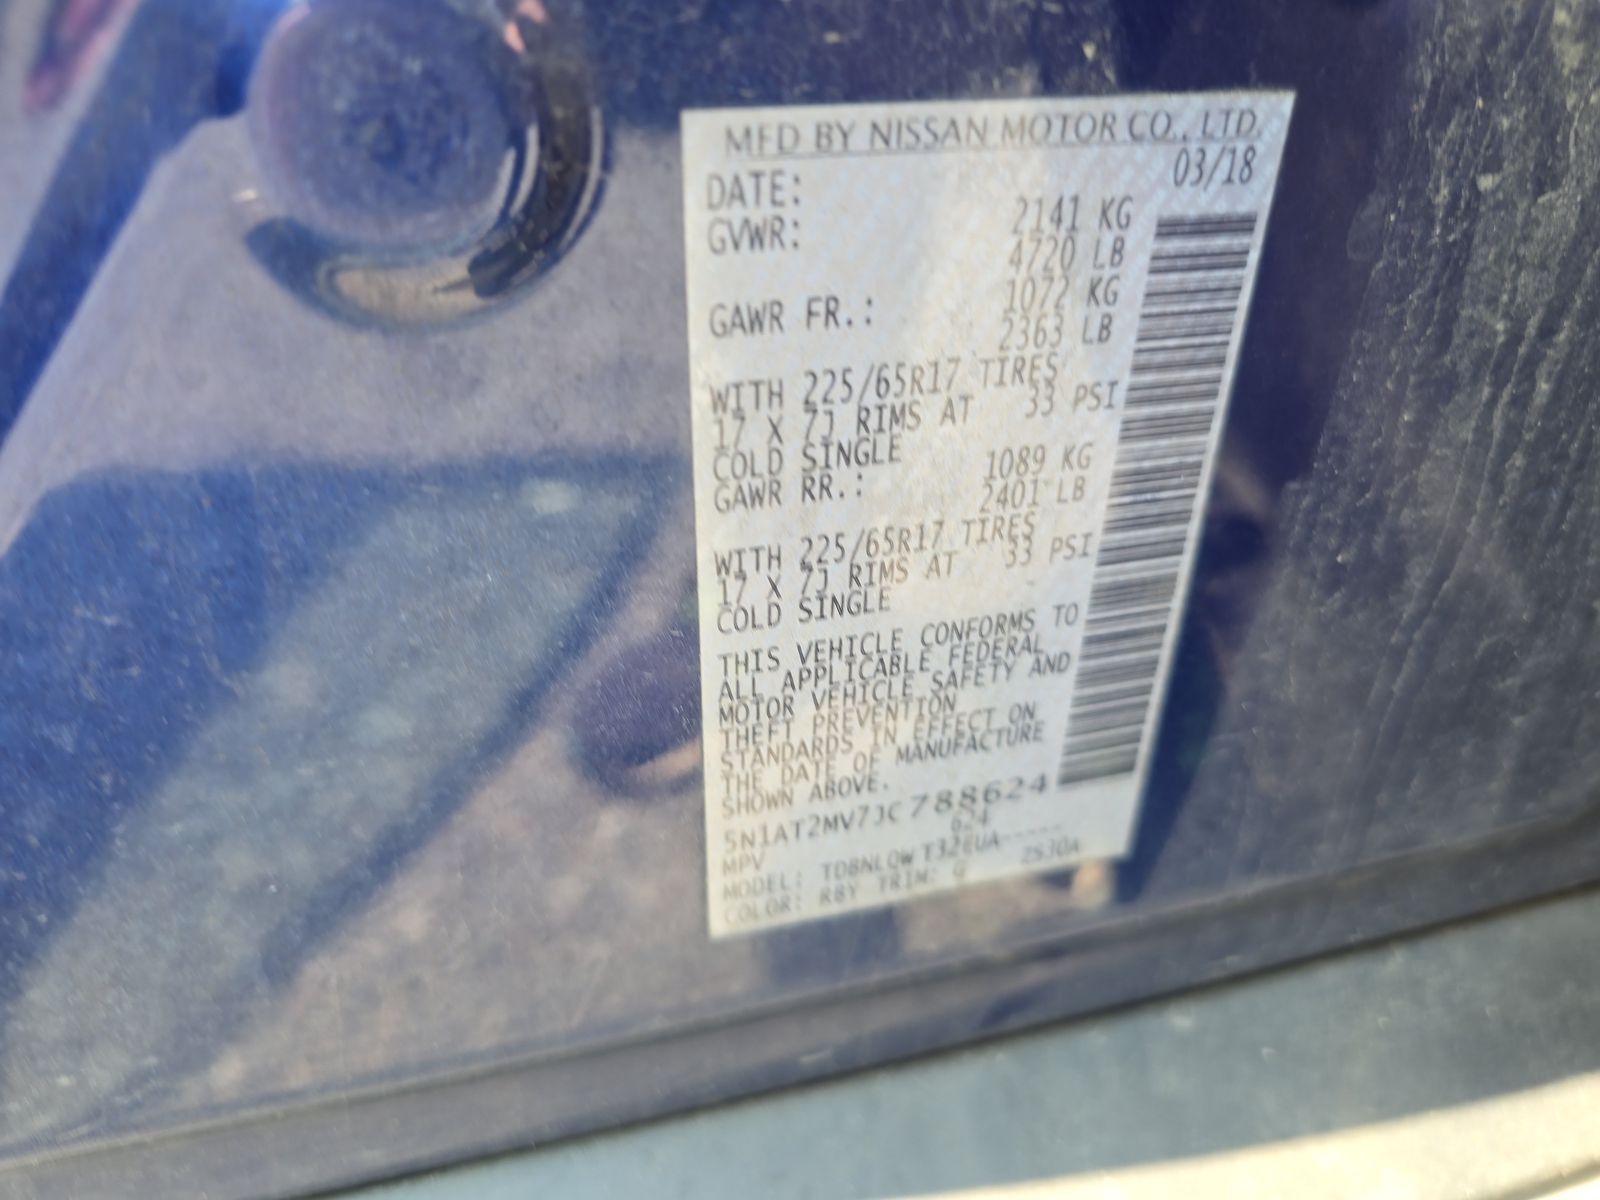 MFD BY NISSAN MOTOR CO., LTD.
DATE: 03/18
GVWR: 2141 KG
4720 LB
GAWR FR.: 1072 KG
2363 LB
WITH 225/65R17 TIRES
17 X 7J RIMS AT 33 PSI
COLD SINGLE
GAWR RR.: 1089 KG
2401 LB
WITH 225/65R17 TIRES
17 X 7J RIMS AT 33 PSI
COLD SINGLE
THIS VEHICLE CONFORMS TO
ALL APPLICABLE FEDERAL
MOTOR VEHICLE SAFETY AND
THEFT PREVENTION
STANDARDS IN EFFECT ON
THE DATE OF MANUFACTURE
SHOWN ABOVE.
5N1AT2MV7JC788624
MPV 624
MODEL:
COLOR: RBY TRIM: G